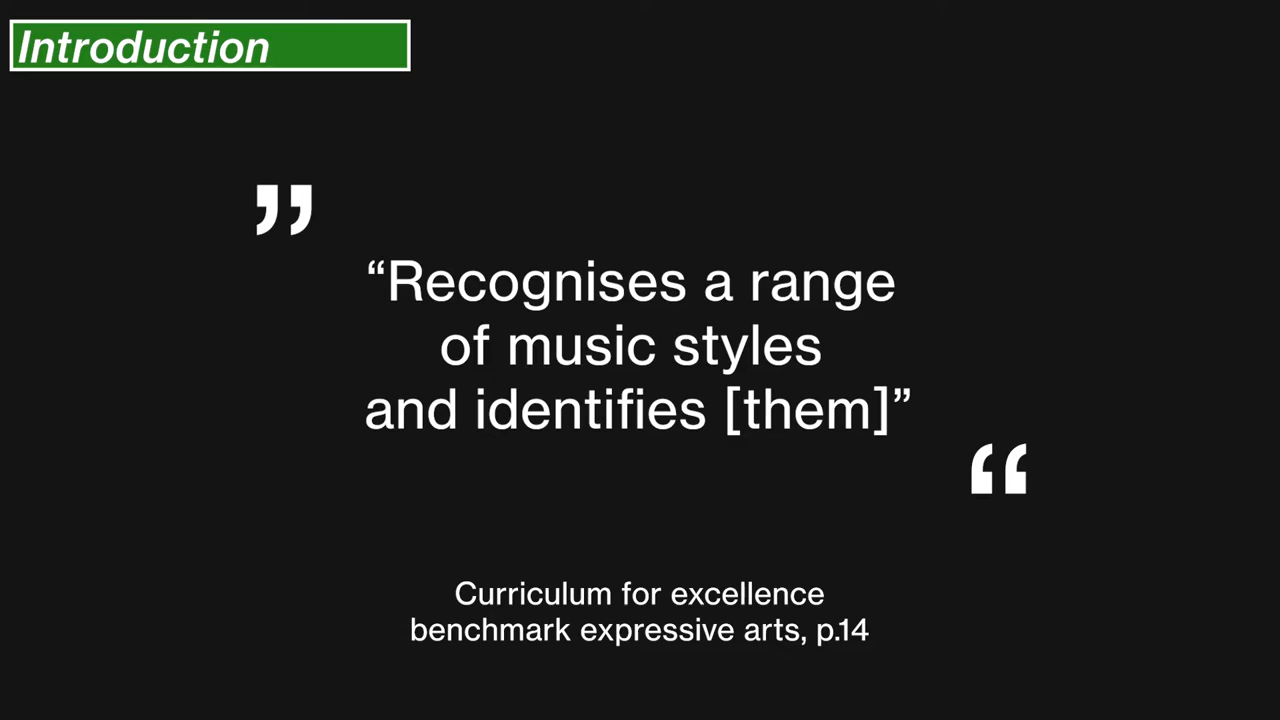 Introduction
”
“Recognises a range
of music styles
and identifies [them]”
“
Curriculum for excellence
benchmark expressive arts, p.14